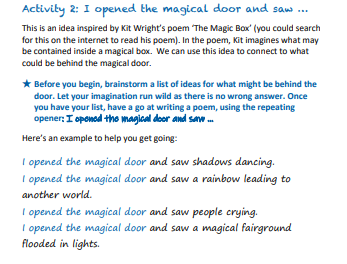 Activity 2: I opened the magical door and saw ...
This is an idea inspired by Kit Wright's poem 'The Magic Box' (you could search
for this on the internet to read his poem). In the poem, Kit imagines what may
be contained inside a magical box. We can use this idea to connect to what
could be behind the magical door.
★ Before you begin, brainstorm a list of ideas for what might be behind the
door. Let your imagination run wild as there is no wrong answer. Once
you have your list, have a go at writing a poem, using the repeating
opener: I opened the magical door and saw ...
Here's an example to help you get going:
I opened the magical door and saw shadows dancing.
I opened the magical door and saw a rainbow leading to
another world.
I opened the magical door and saw people crying.
I opened the magical door and saw a magical fairground
flooded in lights.